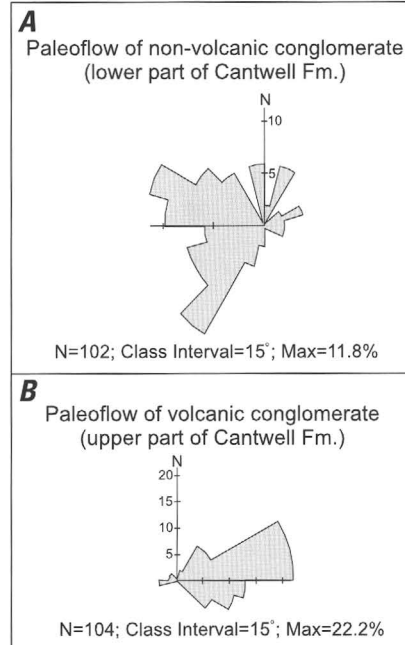 A
Paleoflow of non-volcanic conglomerate
(lower part of Cantwell Fm.)
N
10
5
N=102; Class Interval=15°; Max=11.8%
B
Paleoflow of volcanic conglomerate
(upper part of Cantwell Fm.)
N
20
15
10
5
N=104; Class Interval=15°; Max=22.2%